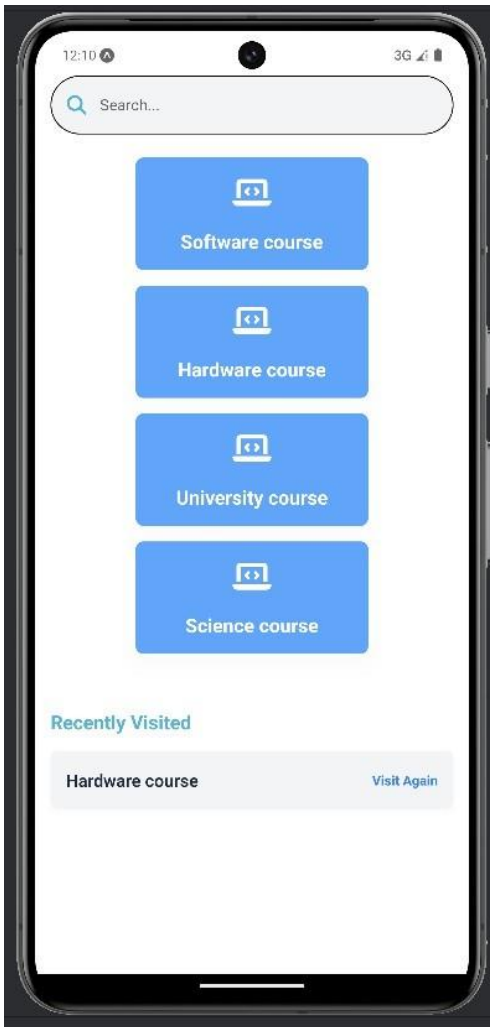 12:10 3G
Search...
Software course
Hardware course
University course
Science course
Recently Visited
Hardware course Visit Again